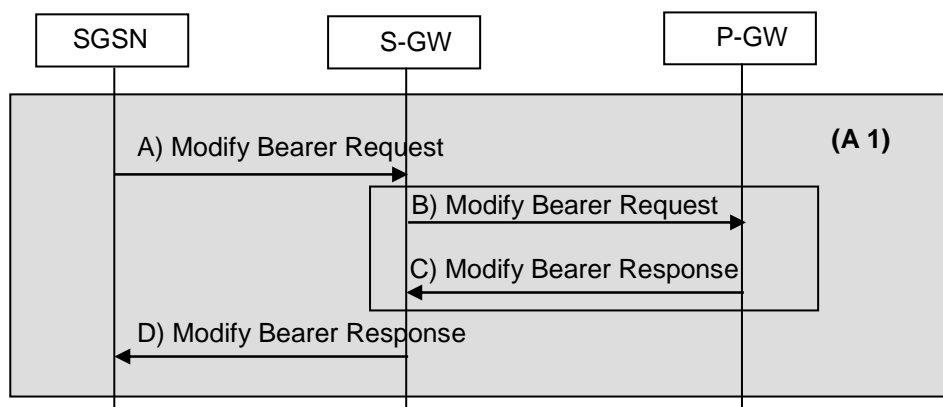 SGSN
S-GW
P-GW
(A 1)
A) Modify Bearer Request
B) Modify Bearer Request
C) Modify Bearer Response
D) Modify Bearer Response